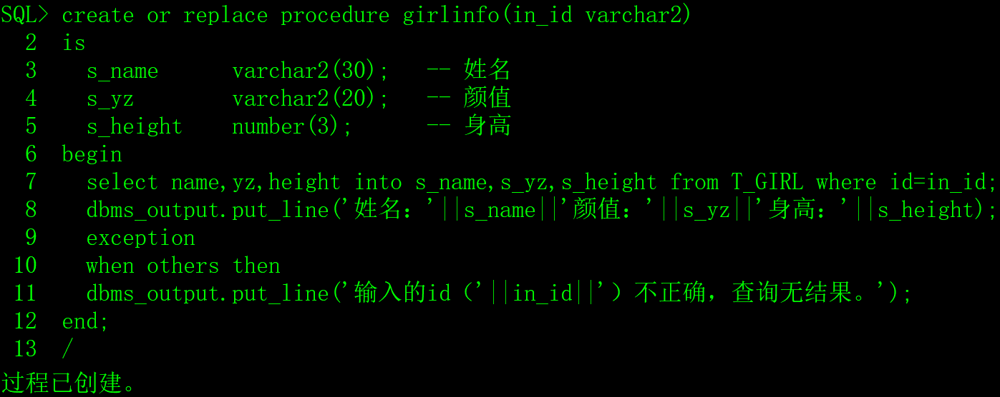 SQL> create or replace procedure girlinfo(in_id varchar2)
  2  is
  3    s_name      varchar2(30);   -- 姓名
  4    s_yz        varchar2(20);   -- 颜值
  5    s_height    number(3);      -- 身高
  6  begin
  7    select name,yz,height into s_name,s_yz,s_height from T_GIRL where id=in_id;
  8    dbms_output.put_line('姓名：'||s_name||'颜值：'||s_yz||'身高：'||s_height);
  9    exception
 10    when others then
 11    dbms_output.put_line('输入的id（'||in_id||'）不正确，查询无结果。');
 12  end;
 13  /
过程已创建。